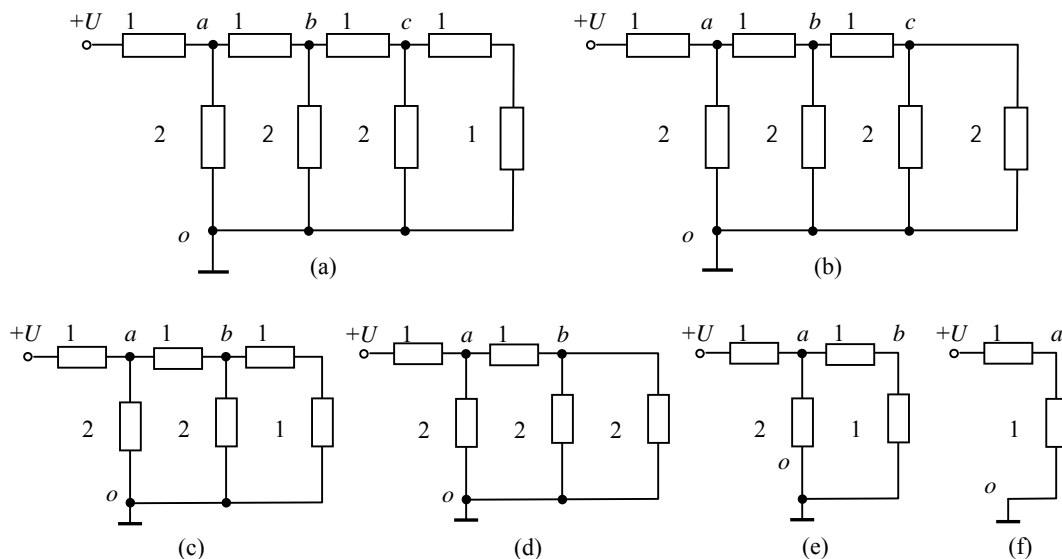 +U 1 a 1 b 1 c 1
2 2 2 1
o
(a)
+U 1 a 1 b 1 c
2 2 2 2
o
(b)
+U 1 a 1 b 1
2 2 1
o
(c)
+U 1 a 1 b
2 2 2
o
(d)
+U 1 a 1 b
2 1
o
(e)
+U 1 a
1
o
(f)